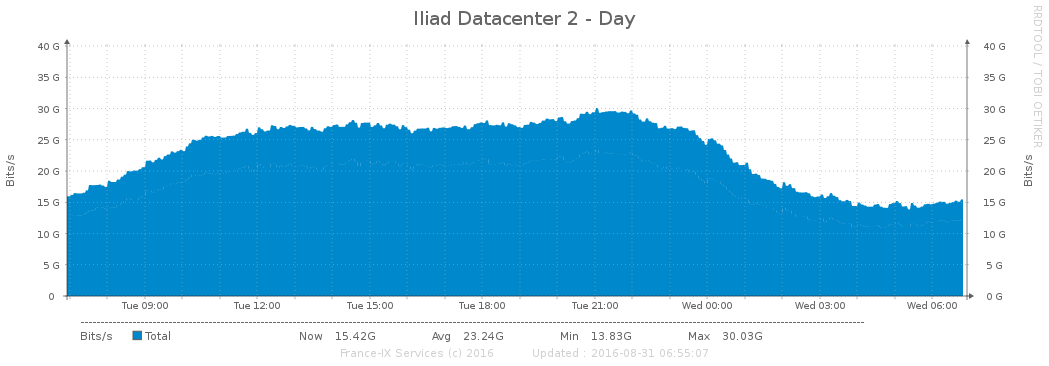 Iliad Datacenter 2 - Day
RRDTOOL / TOBI OETIKER
Bits/s
40 G 40 G
35 G 35 G
30 G 30 G
25 G 25 G
20 G 20 G
15 G 15 G
10 G 10 G
5 G 5 G
0 0 G
Bits/s
Tue 09:00 Tue 12:00 Tue 15:00 Tue 18:00 Tue 21:00 Wed 00:00 Wed 03:00 Wed 06:00
Bits/s Total Now 15.42G Avg 23.24G Min 13.83G Max 30.03G
France-IX Services (c) 2016 Updated : 2016-08-31 06:55:07